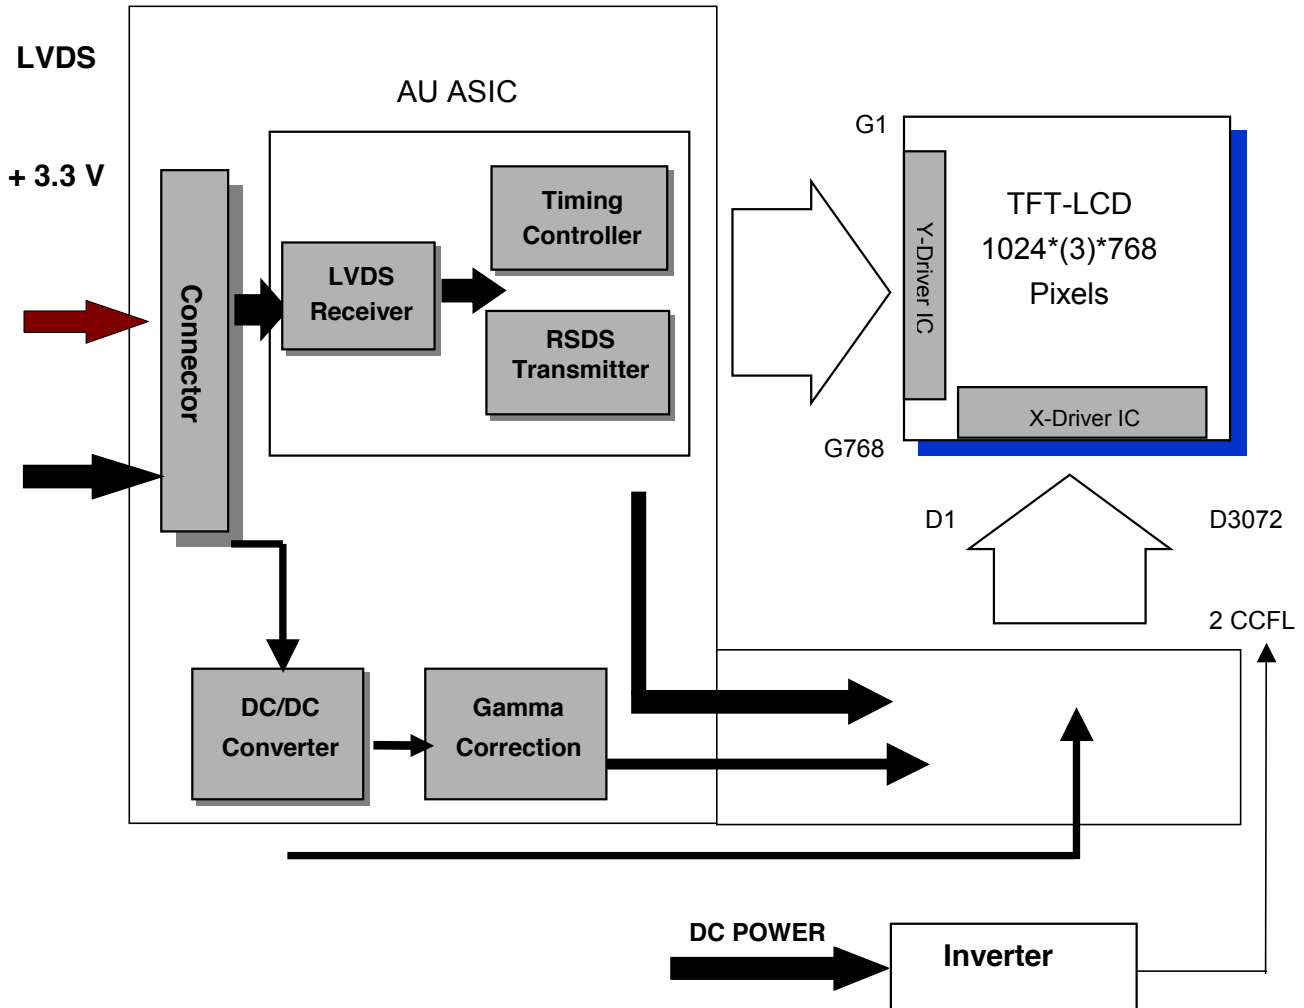 LVDS
+ 3.3 V
AU ASIC
Connector
LVDS
Receiver
Timing
Controller
RSDS
Transmitter
DC/DC
Converter
Gamma
Correction
G1
Y-Driver IC
TFT-LCD
1024*(3)*768
Pixels
X-Driver IC
G768
D1
D3072
2 CCFL
DC POWER
Inverter